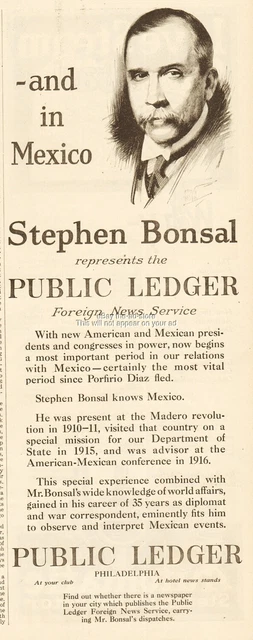 -and
in
Mexico
Stephen Bonsal
represents the
PUBLIC LEDGER
Foreign News Service
This will not appear on your ad
With new American and Mexican presi-
dents and congresses in power, now begins
a most important period in our relations
with Mexico—certainly the most vital
period since Porfirio Diaz fled.
Stephen Bonsal knows Mexico.
He was present at the Madero revolu-
tion in 1910-11, visited that country on
a special mission for our Department of
State in 1915, and was advisor at the
American-Mexican conference in 1916.
This special experience combined with
Mr. Bonsal's wide knowledge of world affairs,
gained in his career of 35 years as diplomat
and war correspondent, eminently fits him
to observe and interpret Mexican events.
PUBLIC LEDGER
PHILADELPHIA
At your club
At hotel news stands
Find out whether there is a newspaper
in your city which publishes the Public
Ledger Foreign News Service, carry-
ing Mr. Bonsal's dispatches.